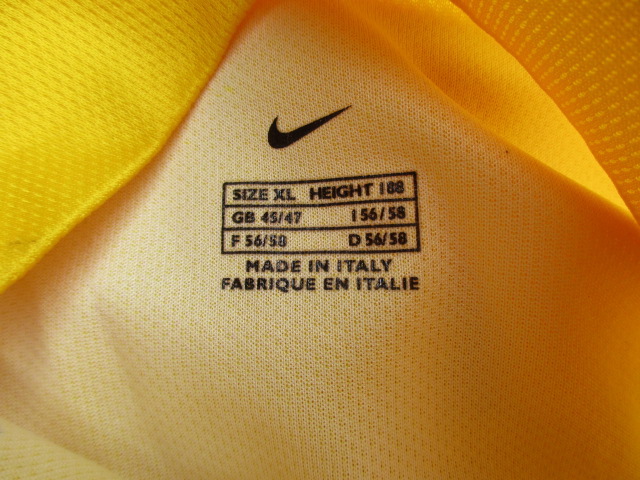 SIZE XL HEIGHT 188
GB 45/47 I 56/58
F 56/58 D 56/58
MADE IN ITALY
FABRIQUE EN ITALIE